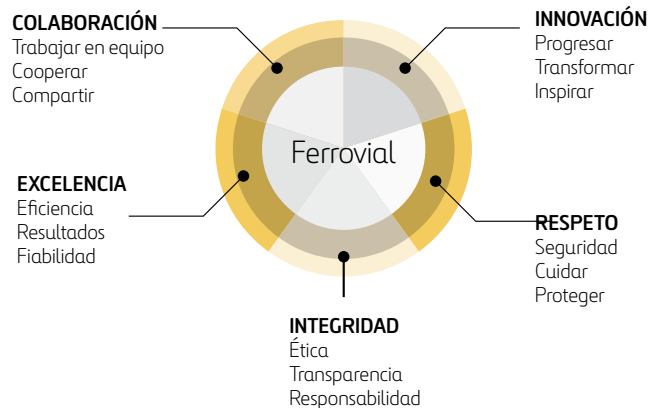 COLABORACIÓN
Trabajar en equipo
Cooperar
Compartir
INNOVACIÓN
Progresar
Transformar
Inspirar
Ferrovial
EXCELENCIA
Eficiencia
Resultados
Fiabilidad
RESPETO
Seguridad
Cuidar
Proteger
INTEGRIDAD
Ética
Transparencia
Responsabilidad